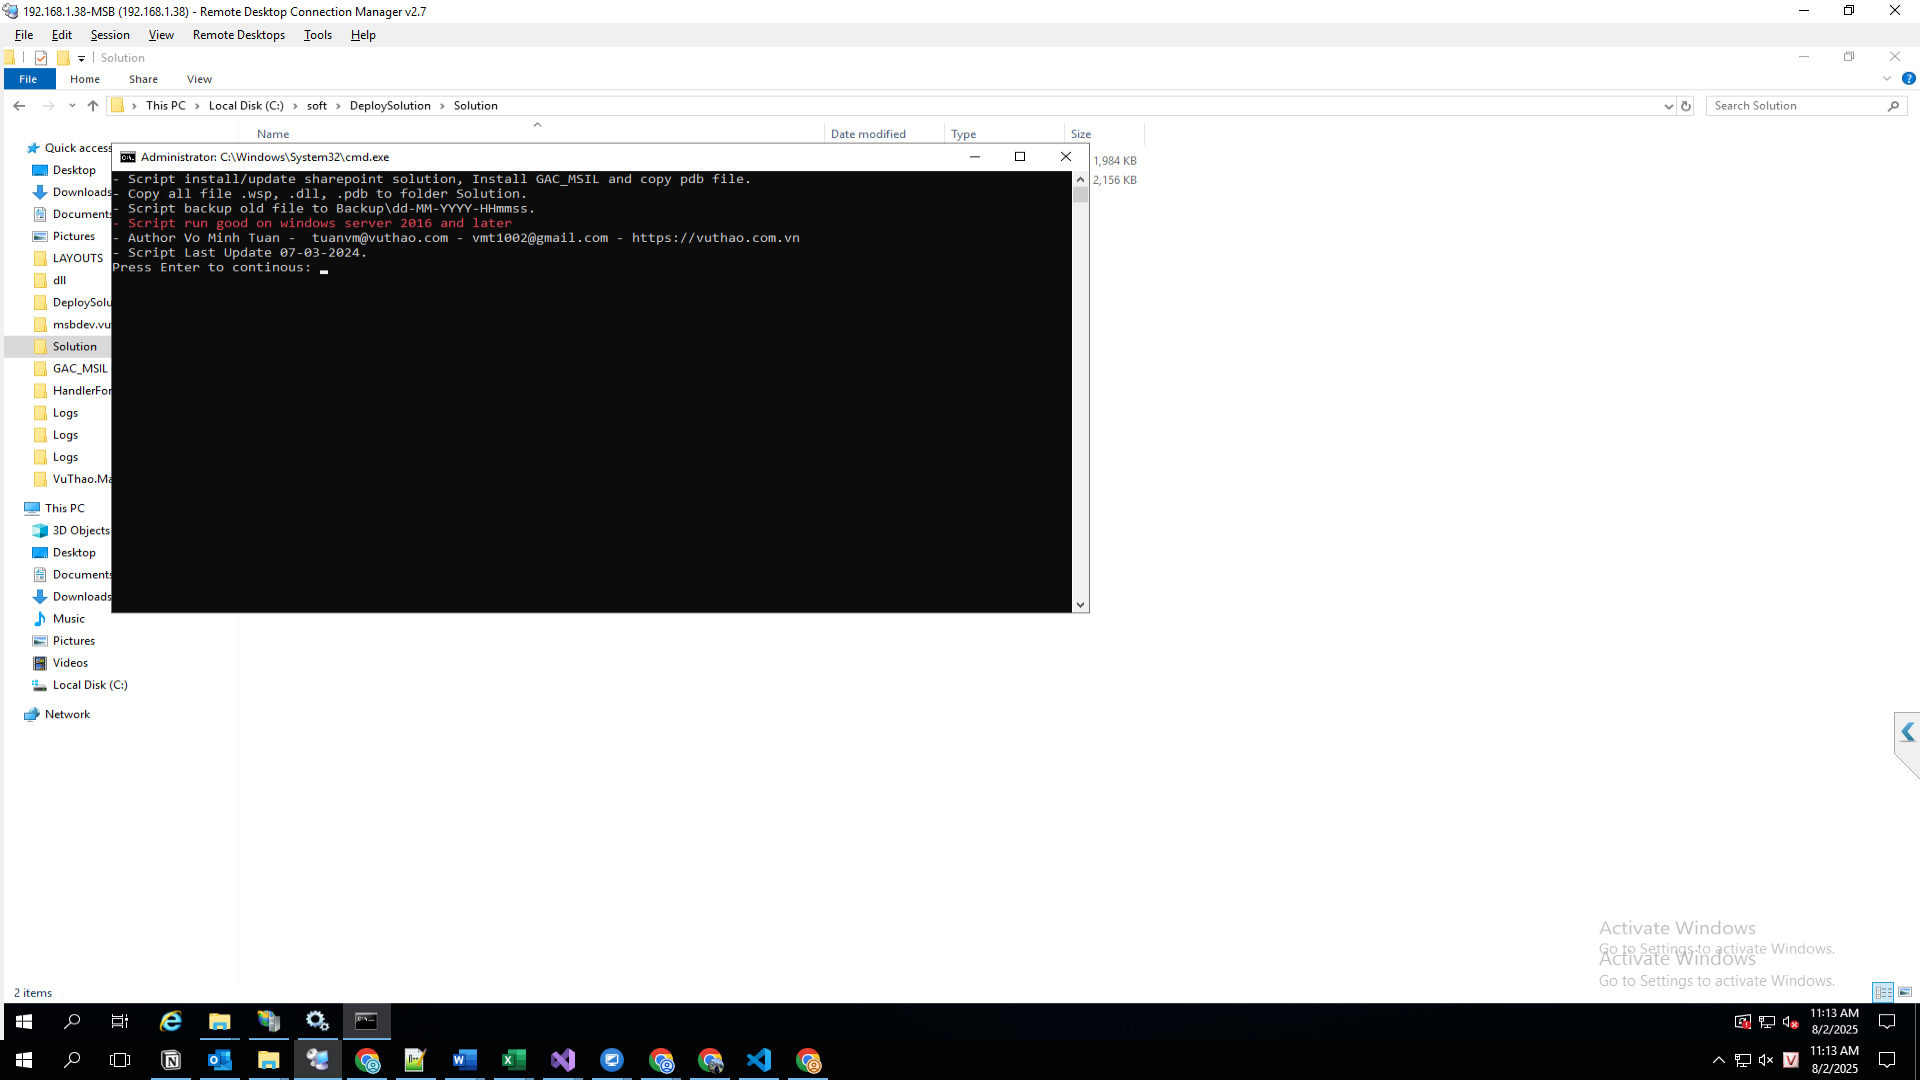 192.168.1.38-MSB (192.168.1.38) - Remote Desktop Connection Manager v2.7
File Edit Session View Remote Desktops Tools Help
Solution
File Home Share View
This PC Local Disk (C:) soft DeploySolution Solution
Search Solution
Name Date modified Type Size
Quick access
Desktop
Downloads
Documents
Pictures
LAYOUTS
dll
DeploySolu
msbdev.vu
Solution
GAC_MSIL
HandlerFor
Logs
Logs
Logs
VuThao.Ma
This PC
3D Objects
Desktop
Documents
Downloads
Music
Pictures
Videos
Local Disk (C:)
Network
1,984 KB
2,156 KB
Administrator: C:\Windows\System32\cmd.exe
- Script install/update sharepoint solution, Install GAC_MSIL and copy pdb file.
- Copy all file .wsp, .dll, .pdb to folder Solution.
- Script backup old file to Backup\dd-MM-YYYY-HHmmss.
- Script run good on windows server 2016 and later
- Author Vo Minh Tuan -  tuanvm@vuthao.com - vmt1002@gmail.com - https://vuthao.com.vn
- Script Last Update 07-03-2024.
Press Enter to continous:
Activate Windows
Go to Settings to activate Windows.
Activate Windows
Go to Settings to activate Windows.
2 items
11:13 AM
8/2/2025
11:13 AM
8/2/2025